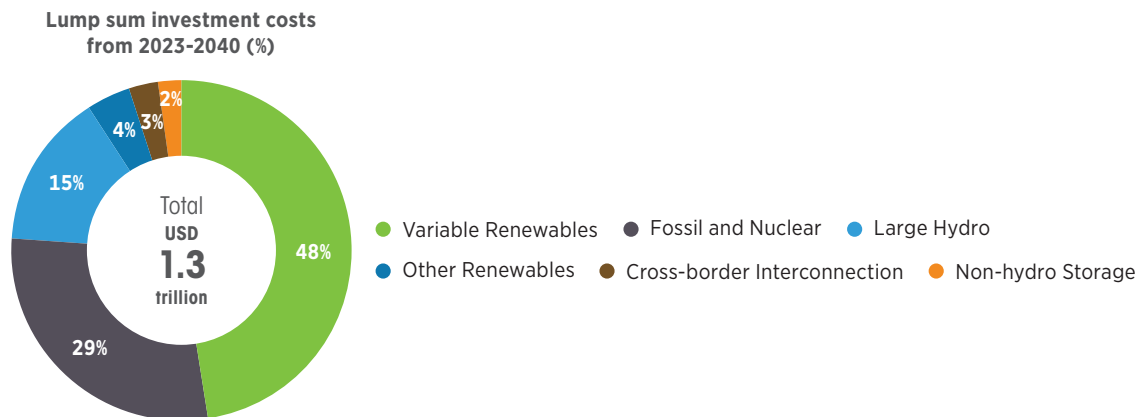 Lump sum investment costs
from 2023-2040 (%)
2%
3%
4%
15%
48%
29%
Total
USD
1.3
trillion
Variable Renewables
Fossil and Nuclear
Large Hydro
Other Renewables
Cross-border Interconnection
Non-hydro Storage